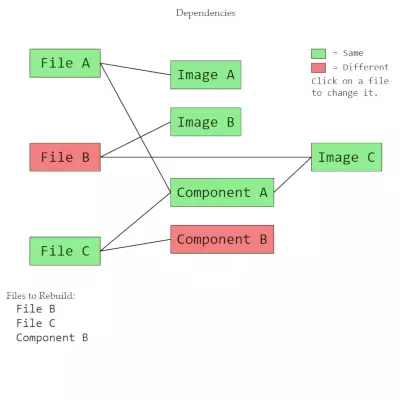 Dependencies
File A
Image A
= Same
= Different
Click on a file
to change it.
Image B
File B
Image C
Component A
File C
Component B
Files to Rebuild:
File B
File C
Component B